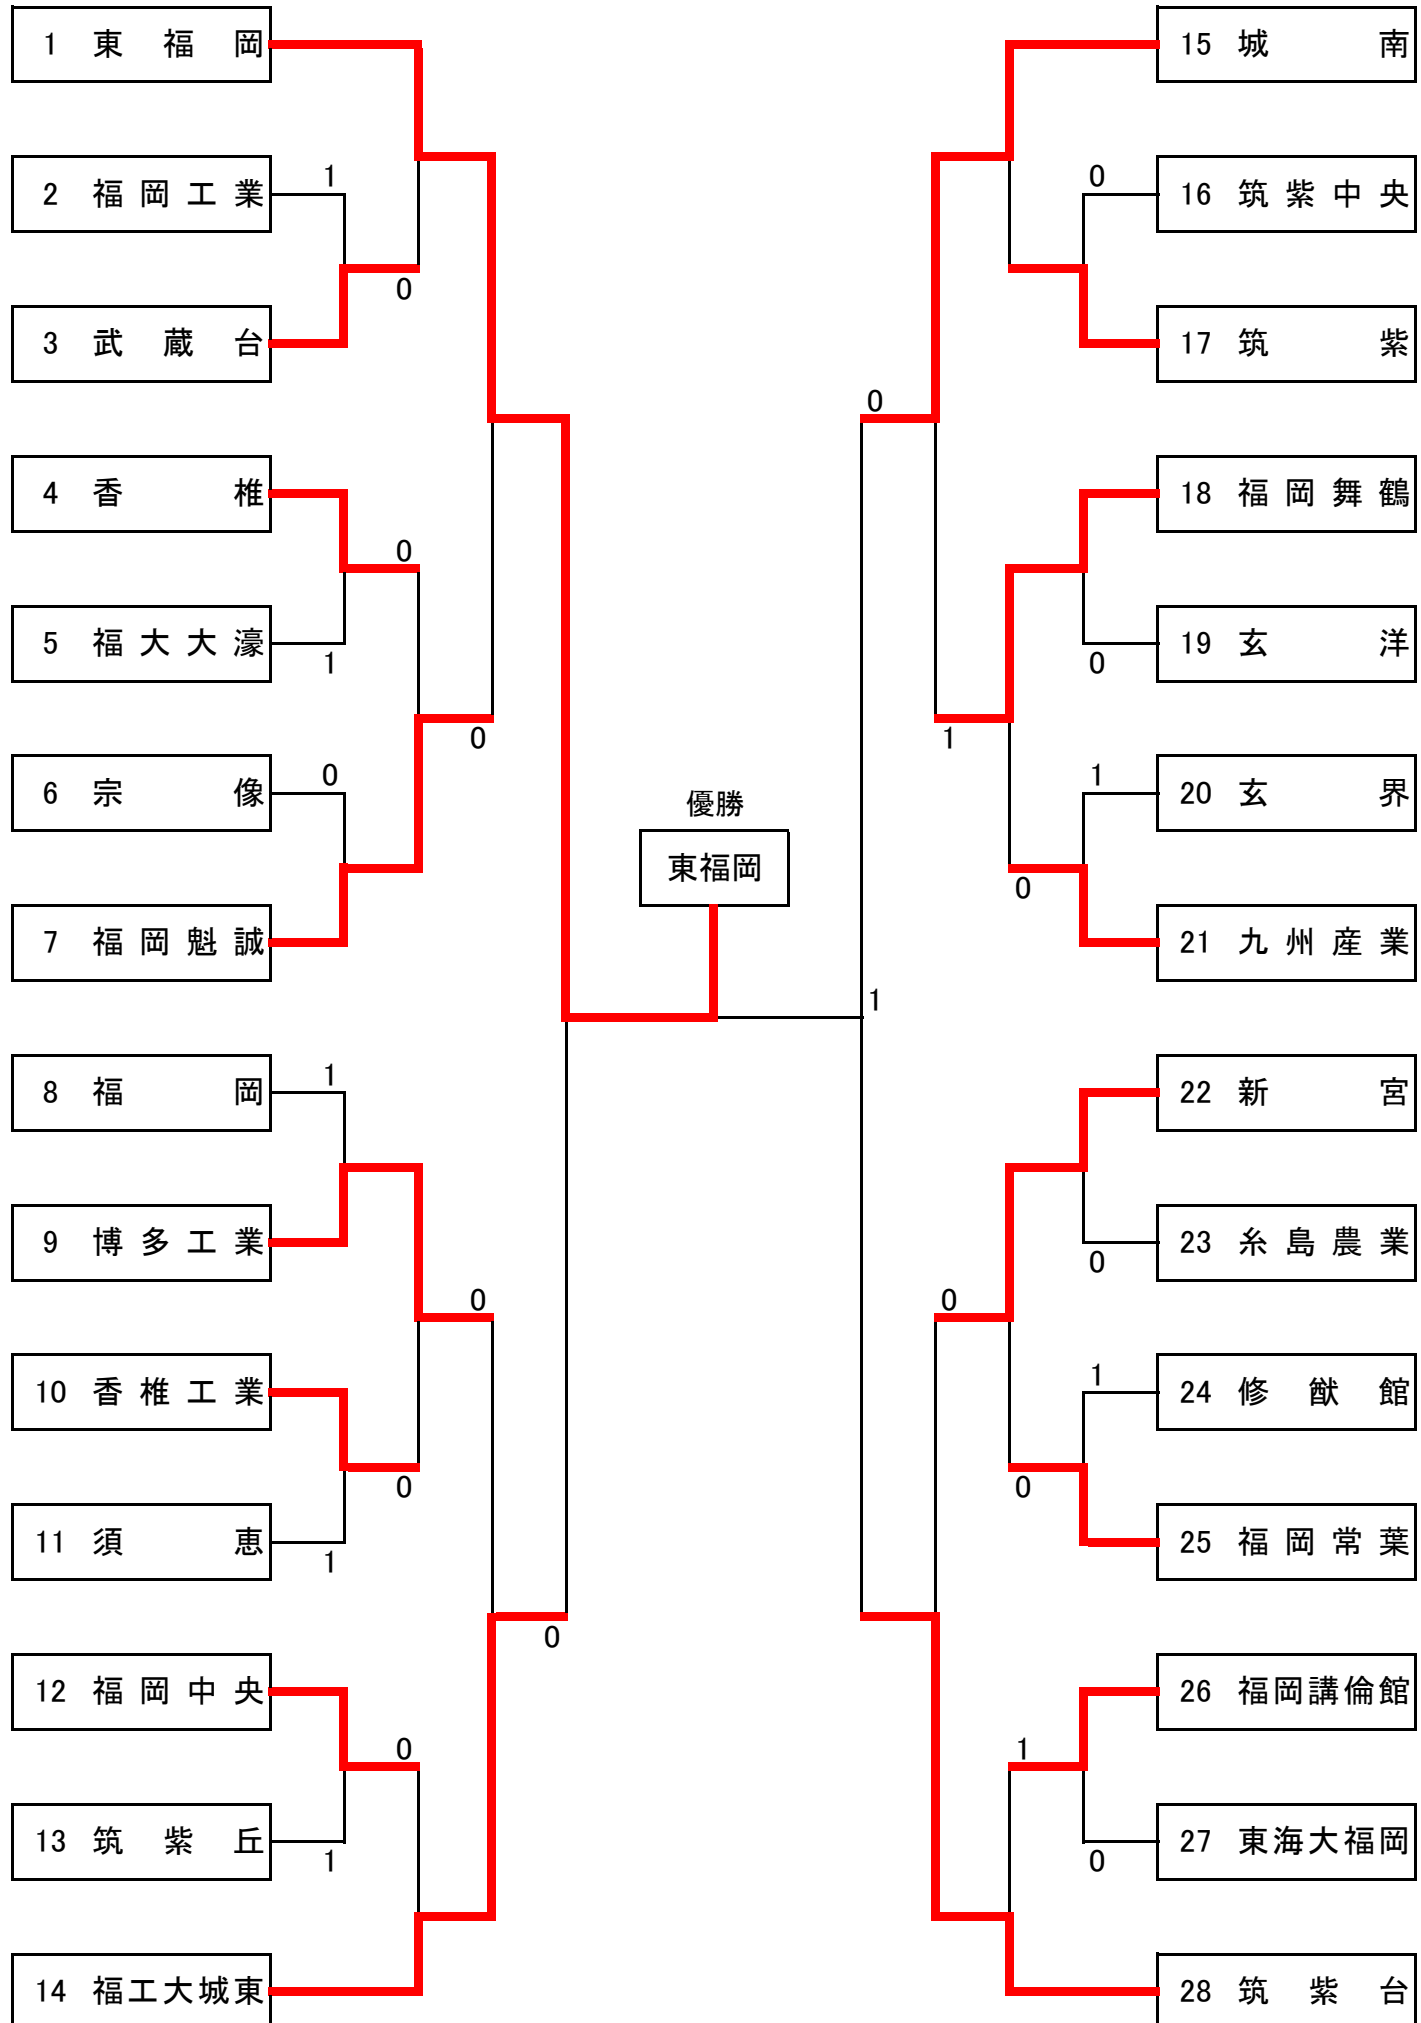 1 東福岡
2 福岡工業
3 武蔵台
4 香椎
5 福大大濠
6 宗像
7 福岡魁誠
8 福岡
9 博多工業
10 香椎工業
11 須恵
12 福岡中央
13 筑紫丘
14 福工大城東
1
0
0
1
0
0
1
0
0
1
0
1
0
優勝
東福岡
1
0
0
0
1
1
0
0
0
1
0
1
0
15 城南
16 筑紫中央
17 筑紫
18 福岡舞鶴
19 玄洋
20 玄界
21 九州産業
22 新宮
23 糸島農業
24 修猷館
25 福岡常葉
26 福岡講倫館
27 東海大福岡
28 筑紫台